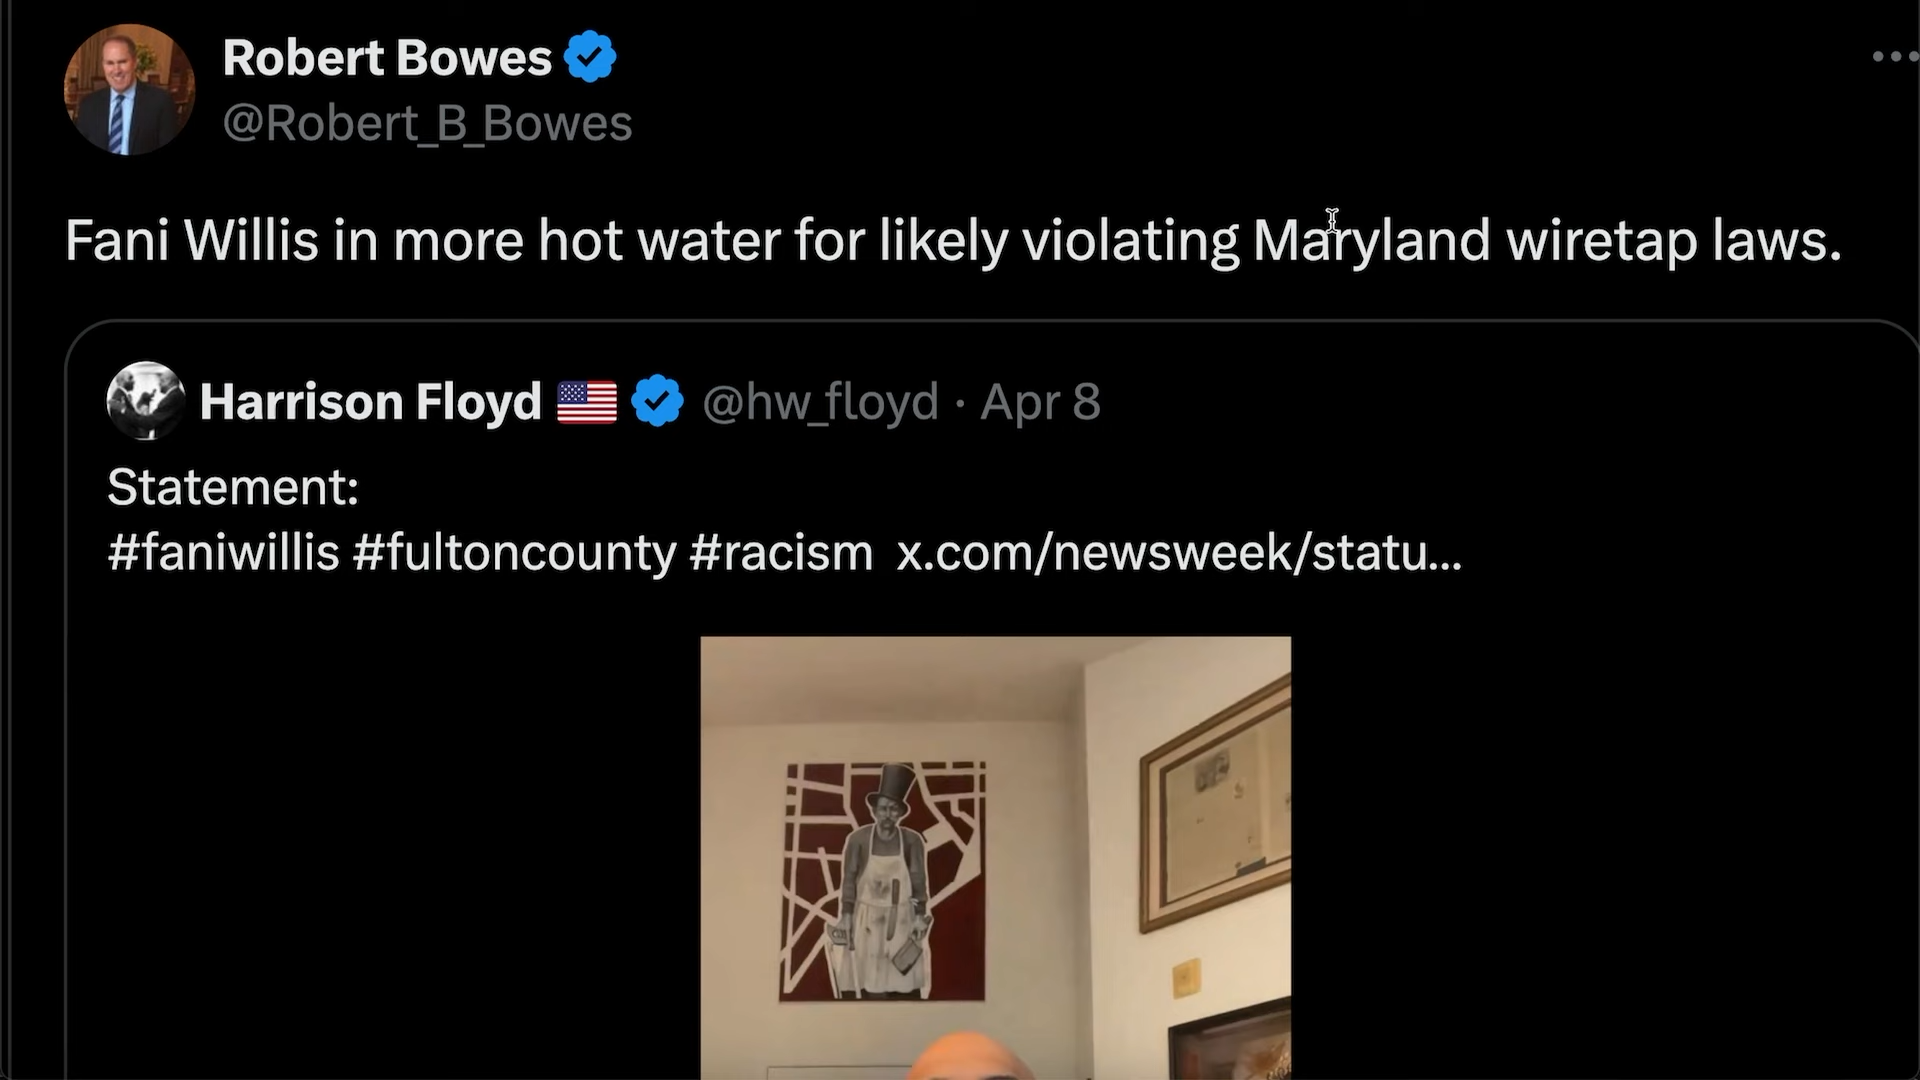 Robert Bowes
@Robert_B_Bowes
Fani Willis in more hot water for likely violating Maryland wiretap laws.
Harrison Floyd 🇺🇸 @hw_floyd · Apr 8
Statement:
#faniwillis #fultoncounty #racism x.com/newsweek/statu...